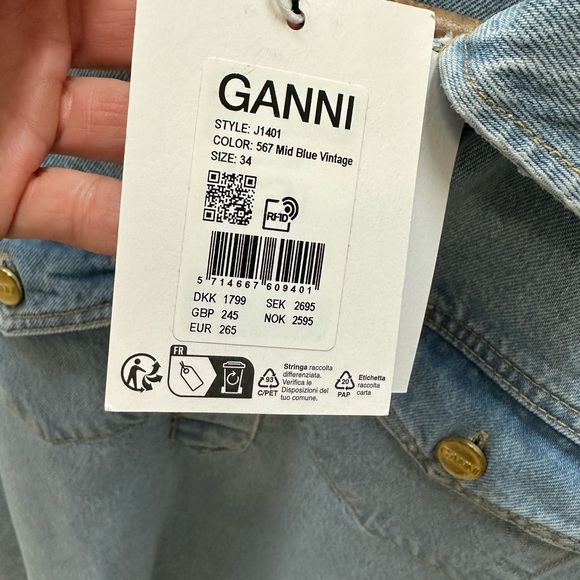 GANNI
STYLE: J1401
COLOR: 567 Mid Blue Vintage
SIZE: 34
RFID
5 714667 609401
DKK 1799 SEK 2695
GBP 245 NOK 2595
EUR 265
FR
93
C/PET
Stringa raccolta
differenziata.
Verifica le
Disposizioni del
tuo comune.
20
PAP
Etichetta
raccolta
carta
GANNI